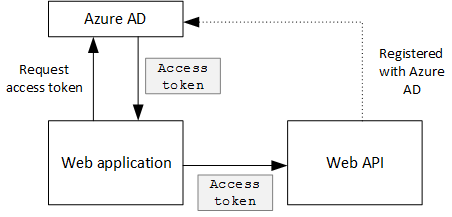 Azure AD
Request
access token
Access
token
Registered
with Azure
AD
Web application
Web API
Access
token